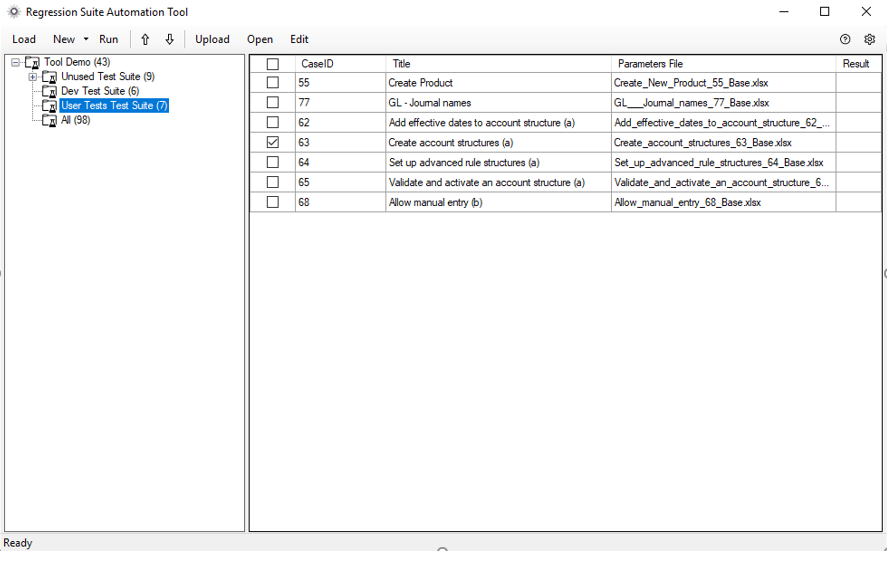 Regression Suite Automation Tool
Load New Run Upload Open Edit
Tool Demo (43)
Unused Test Suite (9)
Dev Test Suite (6)
User Tests Test Suite (7)
All (98)
CaseID Title Parameters File Result
55 Create Product Create_New_Product_55_Base.xlsx
77 GL - Journal names GL___Journal_names_77_Base.xlsx
62 Add effective dates to account structure (a) Add_effective_dates_to_account_structure_62_...
63 Create account structures (a) Create_account_structures_63_Base.xlsx
64 Set up advanced rule structures (a) Set_up_advanced_rule_structures_64_Base.xlsx
65 Validate and activate an account structure (a) Validate_and_activate_an_account_structure_6...
68 Allow manual entry (b) Allow_manual_entry_68_Base.xlsx
Ready